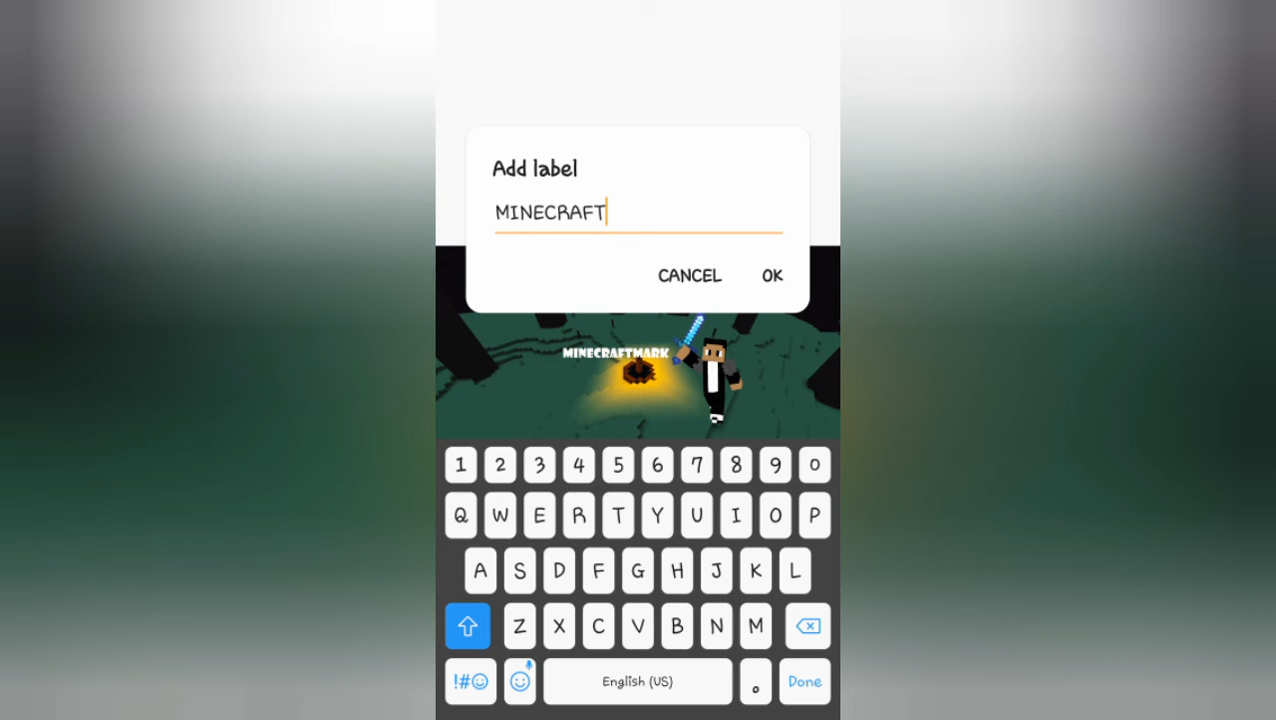 Add label
MINECRAFT
CANCEL OK
MINECRAFTMARK
1 2 3 4 5 6 7 8 9 0
Q W E R T Y U I O P
A S D F G H J K L
Z X C V B N M
!#☺ English (US) . Done